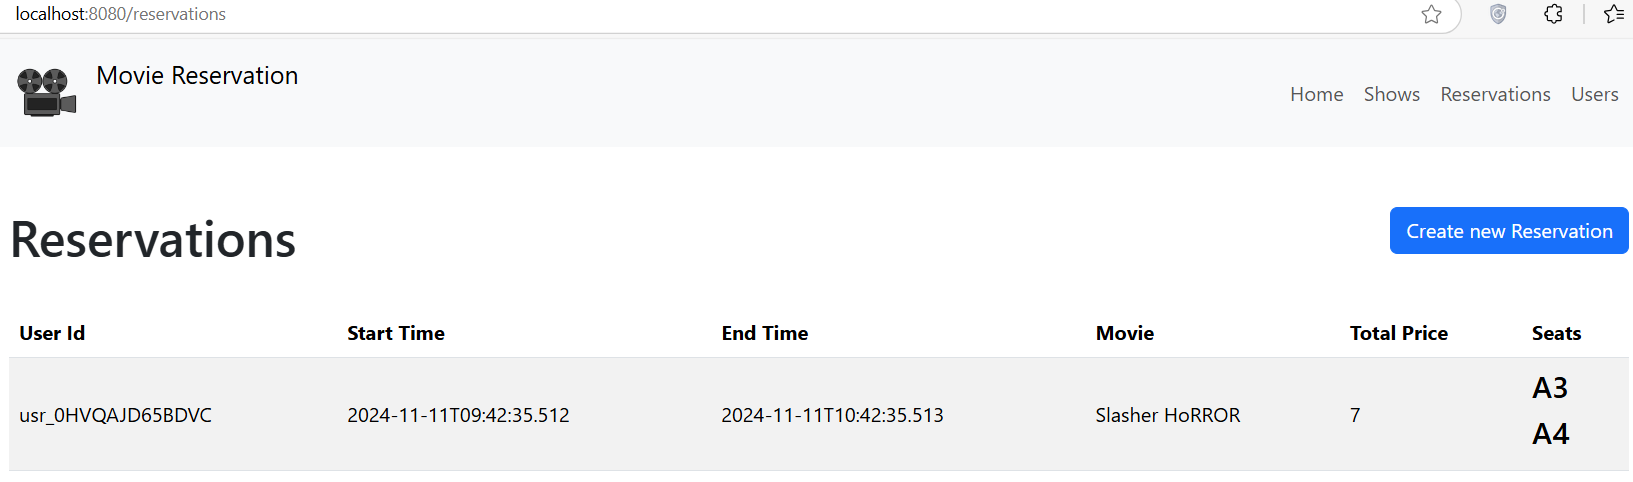 localhost:8080/reservations
Movie Reservation
Home Shows Reservations Users
Reservations
Create new Reservation
User Id Start Time End Time Movie Total Price Seats
usr_0HVQAJD65BDVC 2024-11-11T09:42:35.512 2024-11-11T10:42:35.513 Slasher HoRROR 7 A3
A4